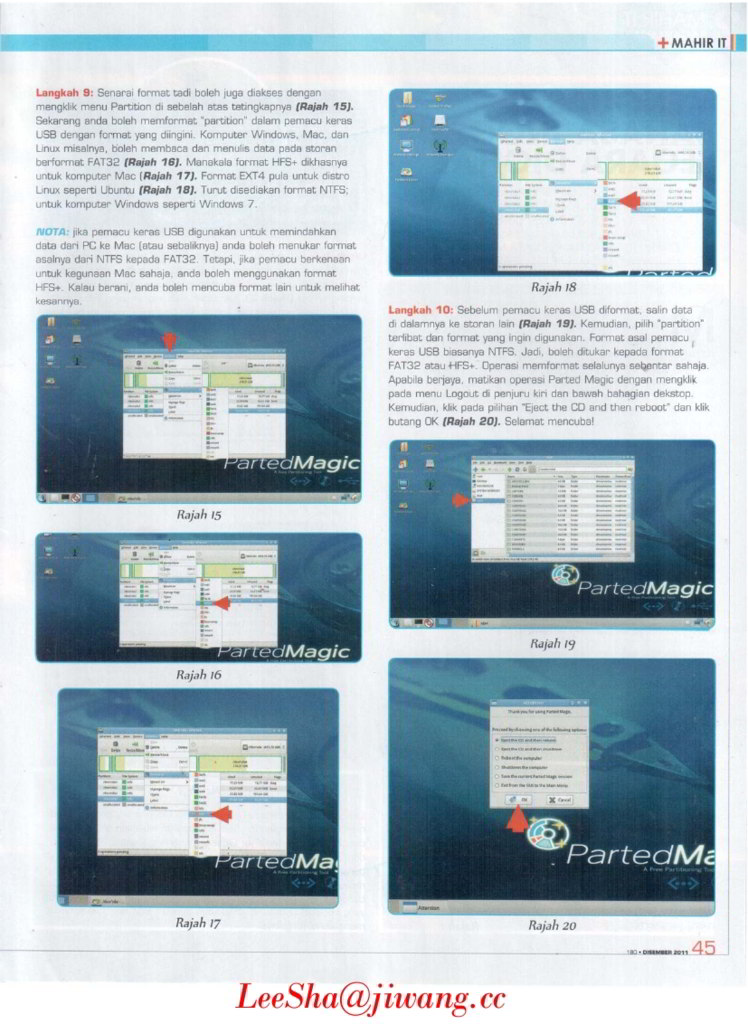 + MAHIR IT
Langkah 9: Senarai format tadi boleh juga diakses dengan
mengklik menu Partition di sebelah atas tetingkapnya (Rajah 15).
Sekarang anda boleh memformat "partition" dalam pemacu keras
USB dengan format yang diingini. Komputer Windows, Mac, dan
Linux misalnya, boleh membaca dan menulis data pada storan
berformat FAT32 (Rajah 16). Manakala format HFS+ dikhasnya
untuk komputer Mac (Rajah 17). Format EXT4 pula untuk distro
Linux seperti Ubuntu (Rajah 18). Turut disediakan format NTFS;
untuk komputer Windows seperti Windows 7.
NOTA: jika pemacu keras USB digunakan untuk memindahkan
data dari PC ke Mac (atau sebaliknya) anda boleh menukar format
asalnya dari NTFS kepada FAT32. Tetapi, jika pemacu berkenaan
untuk kegunaan Mac sahaja, anda boleh menggunakan format
HFS+. Kalau berani, anda boleh mencuba format lain untuk melihat
kesannya.
PartedMagic
Rajah 15
PartedMagic
Rajah 16
PartedMa
A Free Partitioning Tool
Rajah 17
Parted
Rajah 18
Langkah 10: Sebelum pemacu keras USB diformat, salin data
di dalamnya ke storan lain (Rajah 19). Kemudian, pilih "partition"
terlibat dan format yang ingin digunakan. Format asal pemacu
keras USB biasanya NTFS. Jadi, boleh ditukar kepada format
FAT32 atau HFS+. Operasi memformat selalunya sebentar sahaja.
Apabila berjaya, matikan operasi Parted Magic dengan mengklik
pada menu Logout di penjuru kiri dan bawah bahagian dekstop.
Kemudian, klik pada pilihan "Eject the CD and then reboot" dan klik
butang OK (Rajah 20). Selamat mencuba!
PartedMagic
Rajah 19
Thank you for using Parted Magic.
Proceed by choosing one of the following options:
Eject the CD and then reboot
Eject the CD and then shutdown
Reboot the computer
Shutdown the computer
Save the current Parted Magic session
Exit from the GUI to the Main Menu
OK
Cancel
PartedMa
A Free Partitioning
Attention
Rajah 20
180 • DISEMBER 2011 45
LeeSha@jiwang.cc